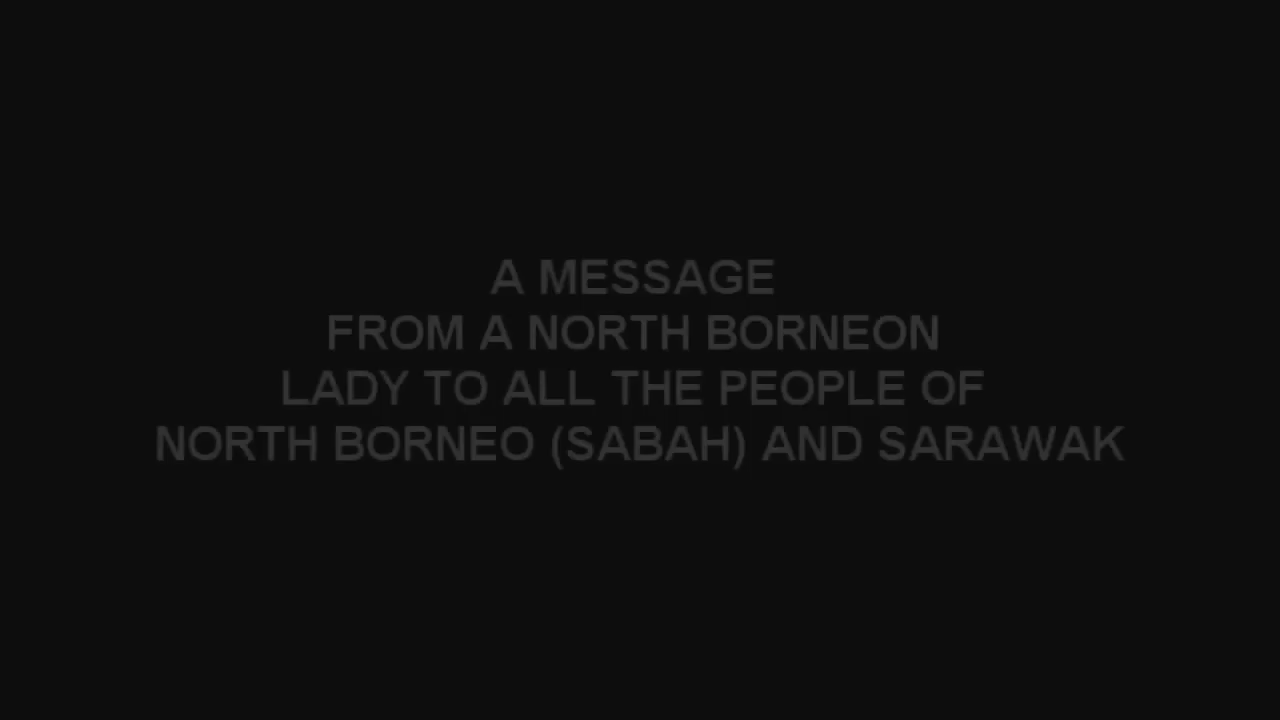 A MESSAGE
FROM A NORTH BORNEON
LADY TO ALL THE PEOPLE OF
NORTH BORNEO (SABAH) AND SARAWAK